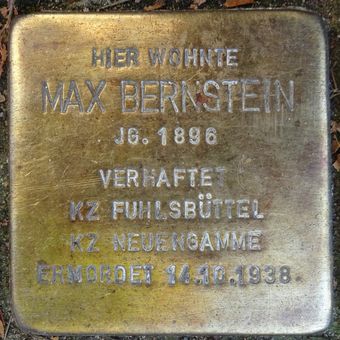 HIER WOHNTE
MAX BERNSTEIN
JG. 1896
VERHAFTET
KZ FUHLSBÜTTEL
KZ NEUENGAMME
ERMORDET 14.10.1938